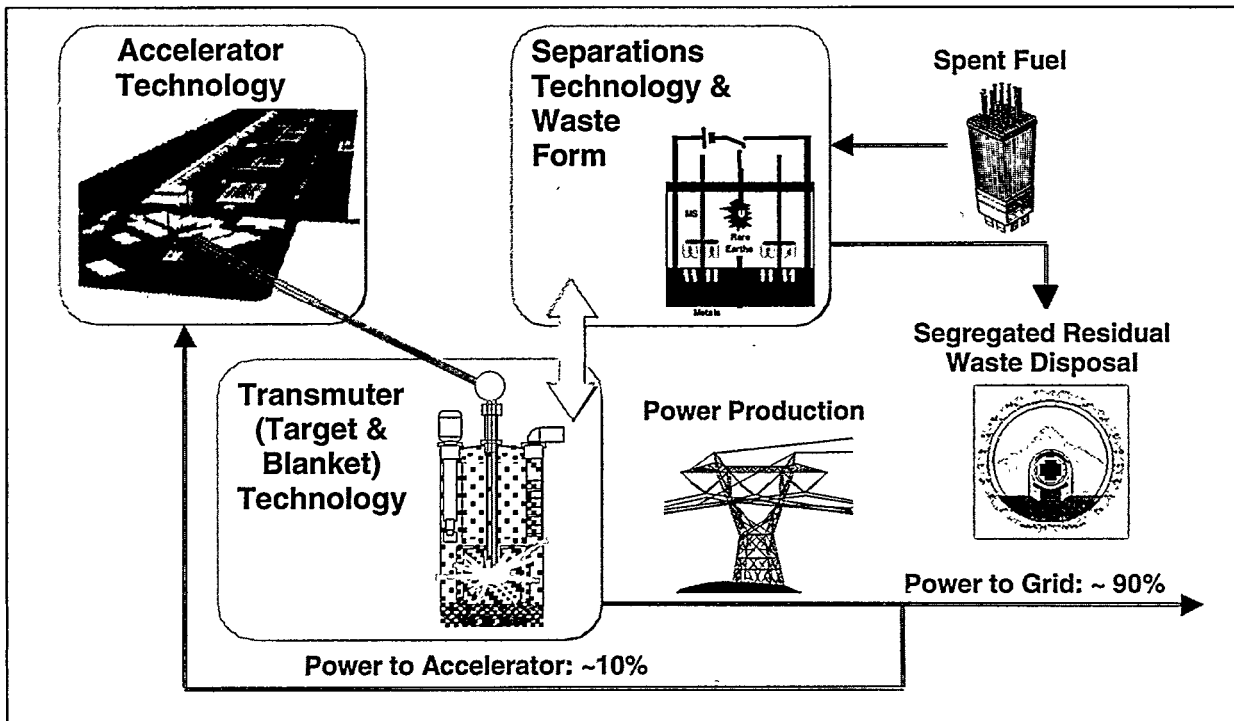 Accelerator
Technology
Separations
Technology &
Waste
Form
Spent Fuel
MS
Rare
Earths
Metals
Segregated Residual
Waste Disposal
Transmuter
(Target &
Blanket)
Technology
Power Production
Power to Grid: ~ 90%
Power to Accelerator: ~10%